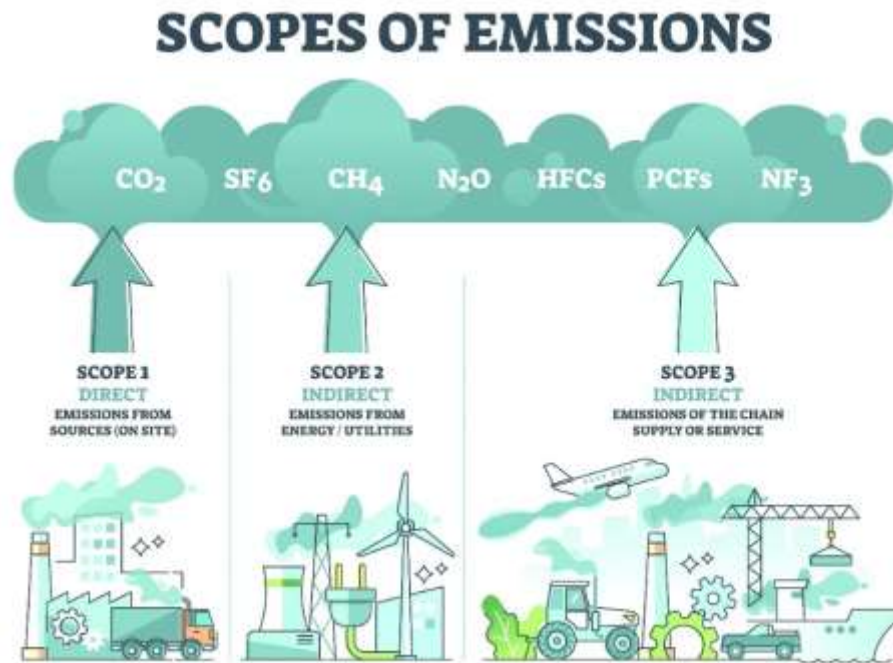 SCOPES OF EMISSIONS
CO₂ SF₆ CH₄ N₂O HFCs PCFs NF₃
SCOPE 1
DIRECT
EMISSIONS FROM
SOURCES (ON SITE)
SCOPE 2
INDIRECT
EMISSIONS FROM
ENERGY / UTILITIES
SCOPE 3
INDIRECT
EMISSIONS OF THE CHAIN
SUPPLY OR SERVICE